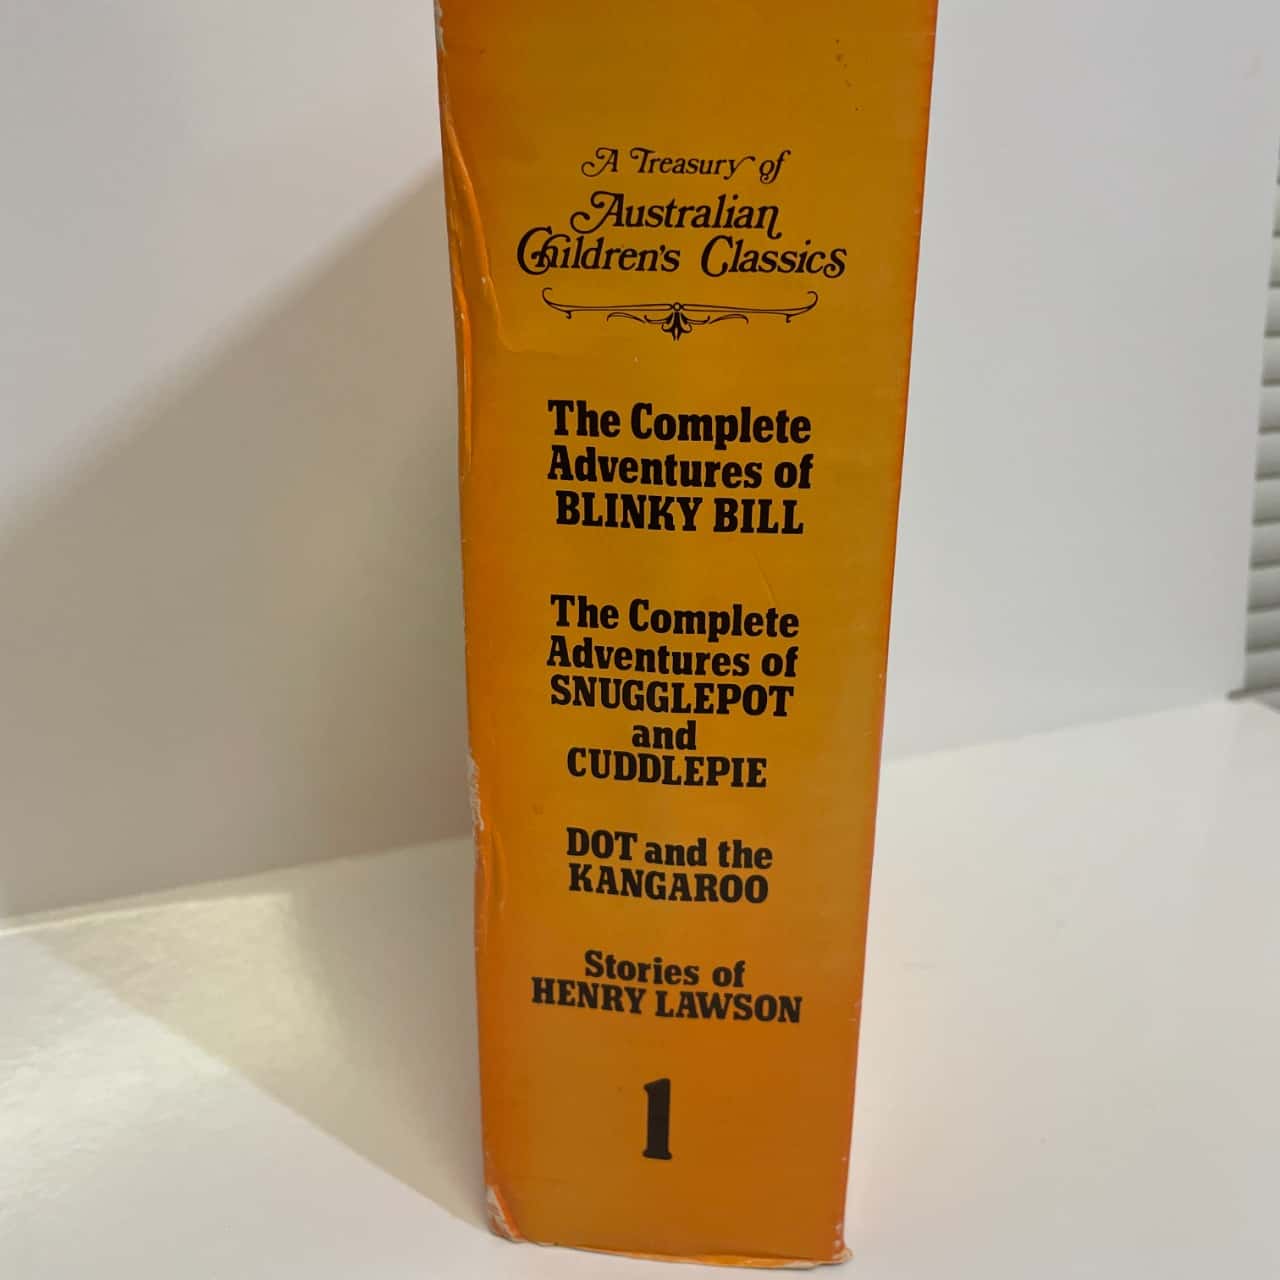 A Treasury of
Australian
Children's Classics
The Complete
Adventures of
BLINKY BILL
The Complete
Adventures of
SNUGGLEPOT
and
CUDDLEPIE
DOT and the
KANGAROO
Stories of
HENRY LAWSON
1